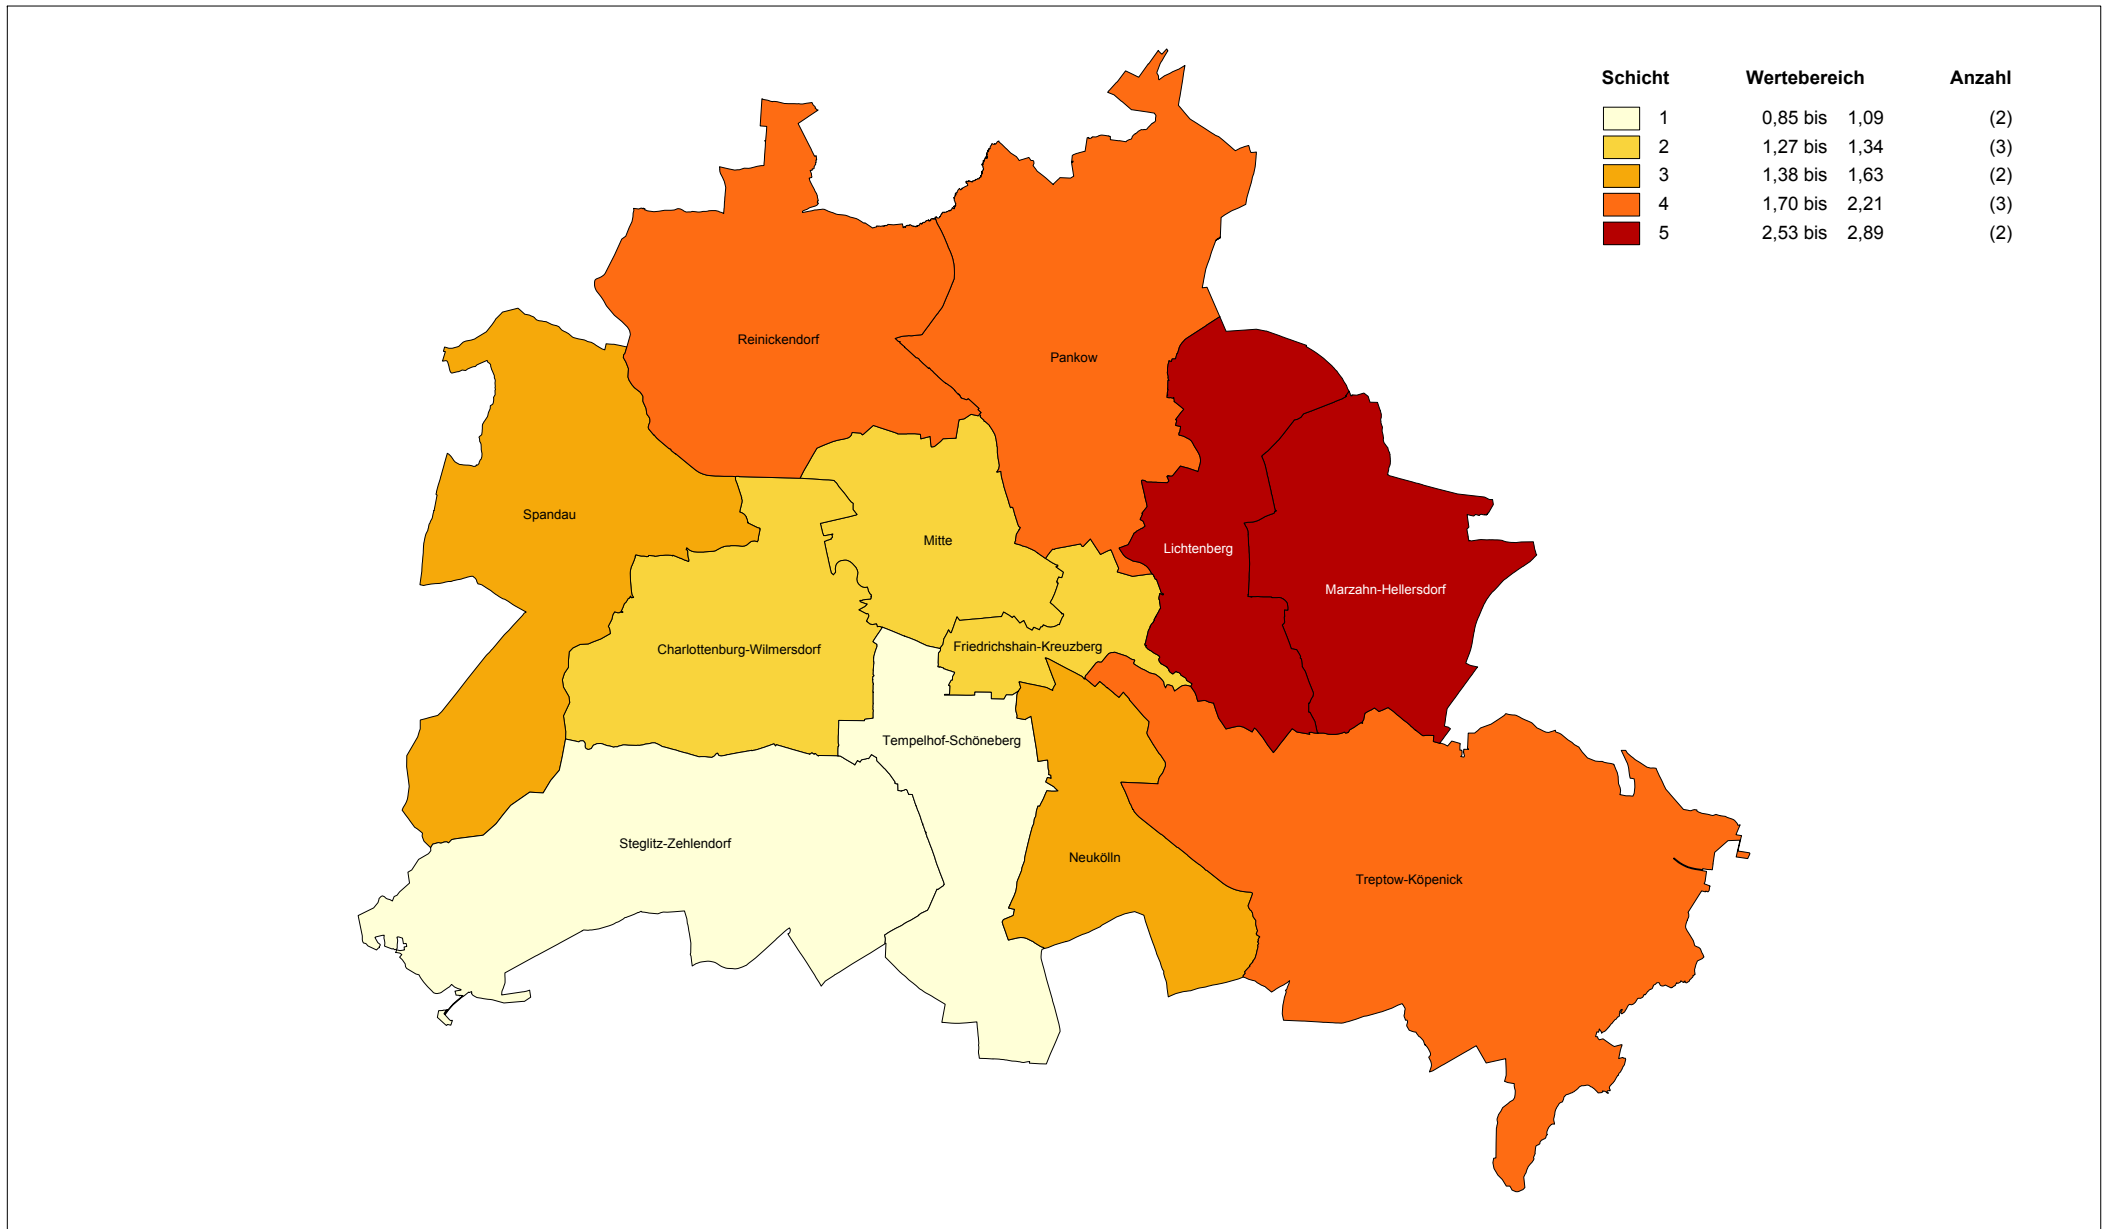 Schicht Wertebereich Anzahl
1 0,85 bis 1,09 (2)
2 1,27 bis 1,34 (3)
3 1,38 bis 1,63 (2)
4 1,70 bis 2,21 (3)
5 2,53 bis 2,89 (2)
Reinickendorf
Pankow
Spandau
Mitte
Lichtenberg
Marzahn-Hellersdorf
Charlottenburg-Wilmersdorf
Friedrichshain-Kreuzberg
Tempelhof-Schöneberg
Steglitz-Zehlendorf
Neukölln
Treptow-Köpenick